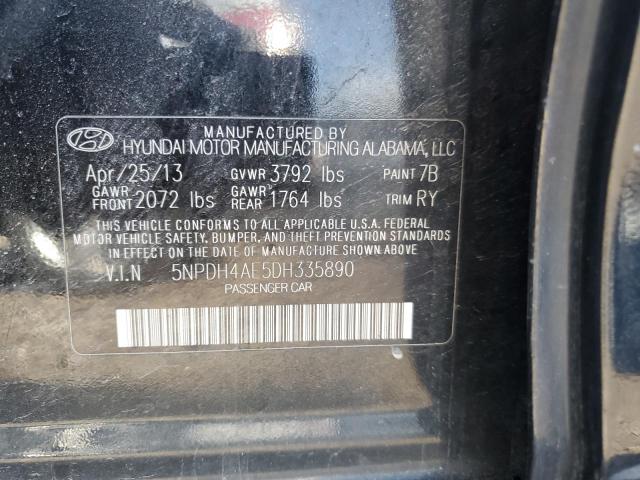 MANUFACTURED BY
HYUNDAI MOTOR MANUFACTURING ALABAMA, LLC
Apr/25/13 GVWR 3792 lbs PAINT 7B
GAWR FRONT 2072 lbs GAWR REAR 1764 lbs TRIM RY
THIS VEHICLE CONFORMS TO ALL APPLICABLE U.S.A. FEDERAL
MOTOR VEHICLE SAFETY, BUMPER, AND THEFT PREVENTION STANDARDS
IN EFFECT ON THE DATE OF MANUFACTURE SHOWN ABOVE
V.I.N 5NPDH4AE5DH335890
PASSENGER CAR